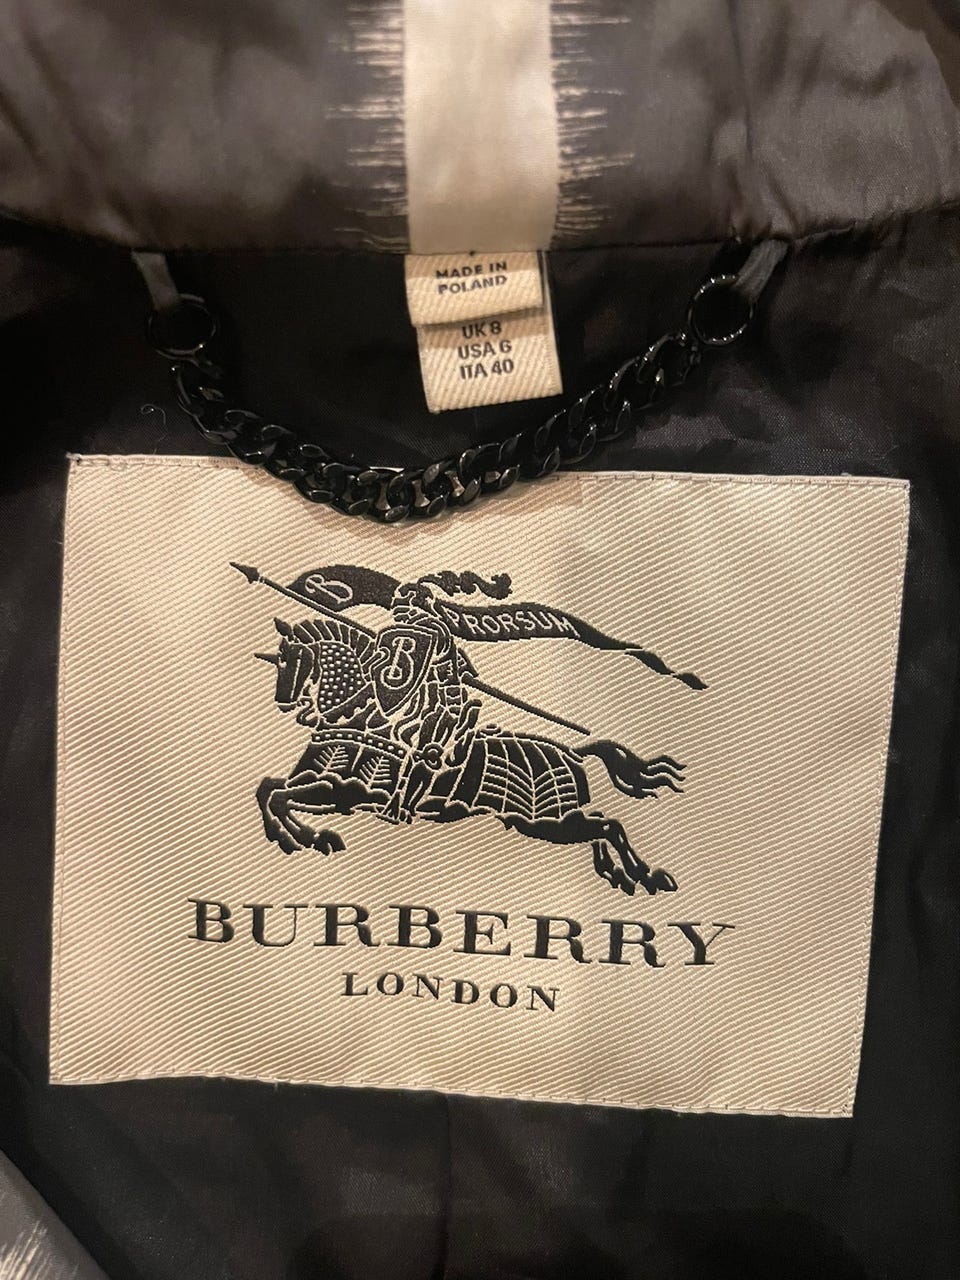 MADE IN
POLAND
UK 8
USA 6
ITA 40
B
PRORSUM
B
BURBERRY
LONDON